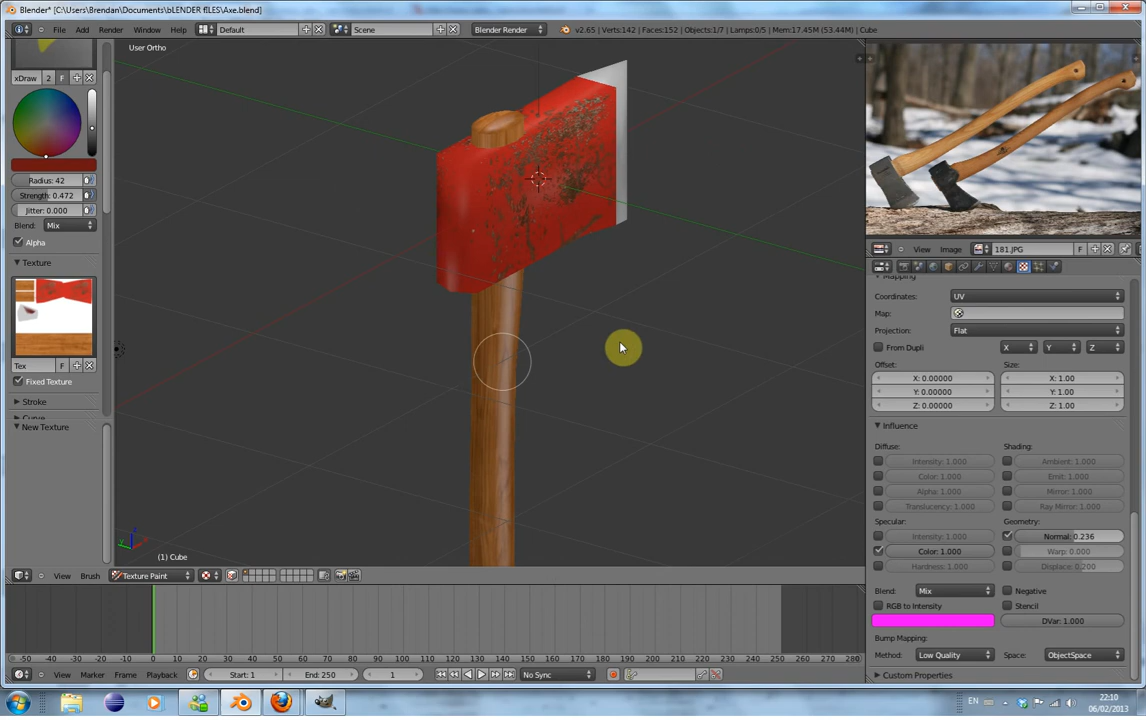 Blender* [C:\Users\Brendan\Documents\bLENDER fILES\Axe.blend]
File Add Render Window Help Default Scene Blender Render v2.65 | Verts:142 | Faces:152 | Objects:1/7 | Lamps:0/5 | Mem:17.45M (53.44M) | Cube
User Ortho
xDraw 2 F
Radius: 42
Strength: 0.472
Jitter: 0.000
Blend: Mix
Alpha
Texture
Tex F
Fixed Texture
Stroke
Curve
New Texture
(1) Cube
View Brush Texture Paint
View Image 181.JPG F
Mapping
Coordinates: UV
Map:
Projection: Flat
From Dupli X Y Z
Offset: Size:
X: 0.00000 X: 1.00
Y: 0.00000 Y: 1.00
Z: 0.00000 Z: 1.00
Influence
Diffuse: Shading:
Intensity: 1.000 Ambient: 1.000
Color: 1.000 Emit: 1.000
Alpha: 1.000 Mirror: 1.000
Translucency: 1.000 Ray Mirror: 1.000
Specular: Geometry:
Intensity: 1.000 Normal: 0.236
Color: 1.000 Warp: 0.000
Hardness: 1.000 Displace: 0.200
Blend: Mix Negative
RGB to Intensity Stencil
DVar: 1.000
Bump Mapping:
Method: Low Quality Space: ObjectSpace
Custom Properties
-50 -40 -30 -20 -10 0 10 20 30 40 50 60 70 80 90 100 110 120 130 140 150 160 170 180 190 200 210 220 230 240 250 260 270 280
View Marker Frame Playback Start: 1 End: 250 1 No Sync
EN 22:10
06/02/2013